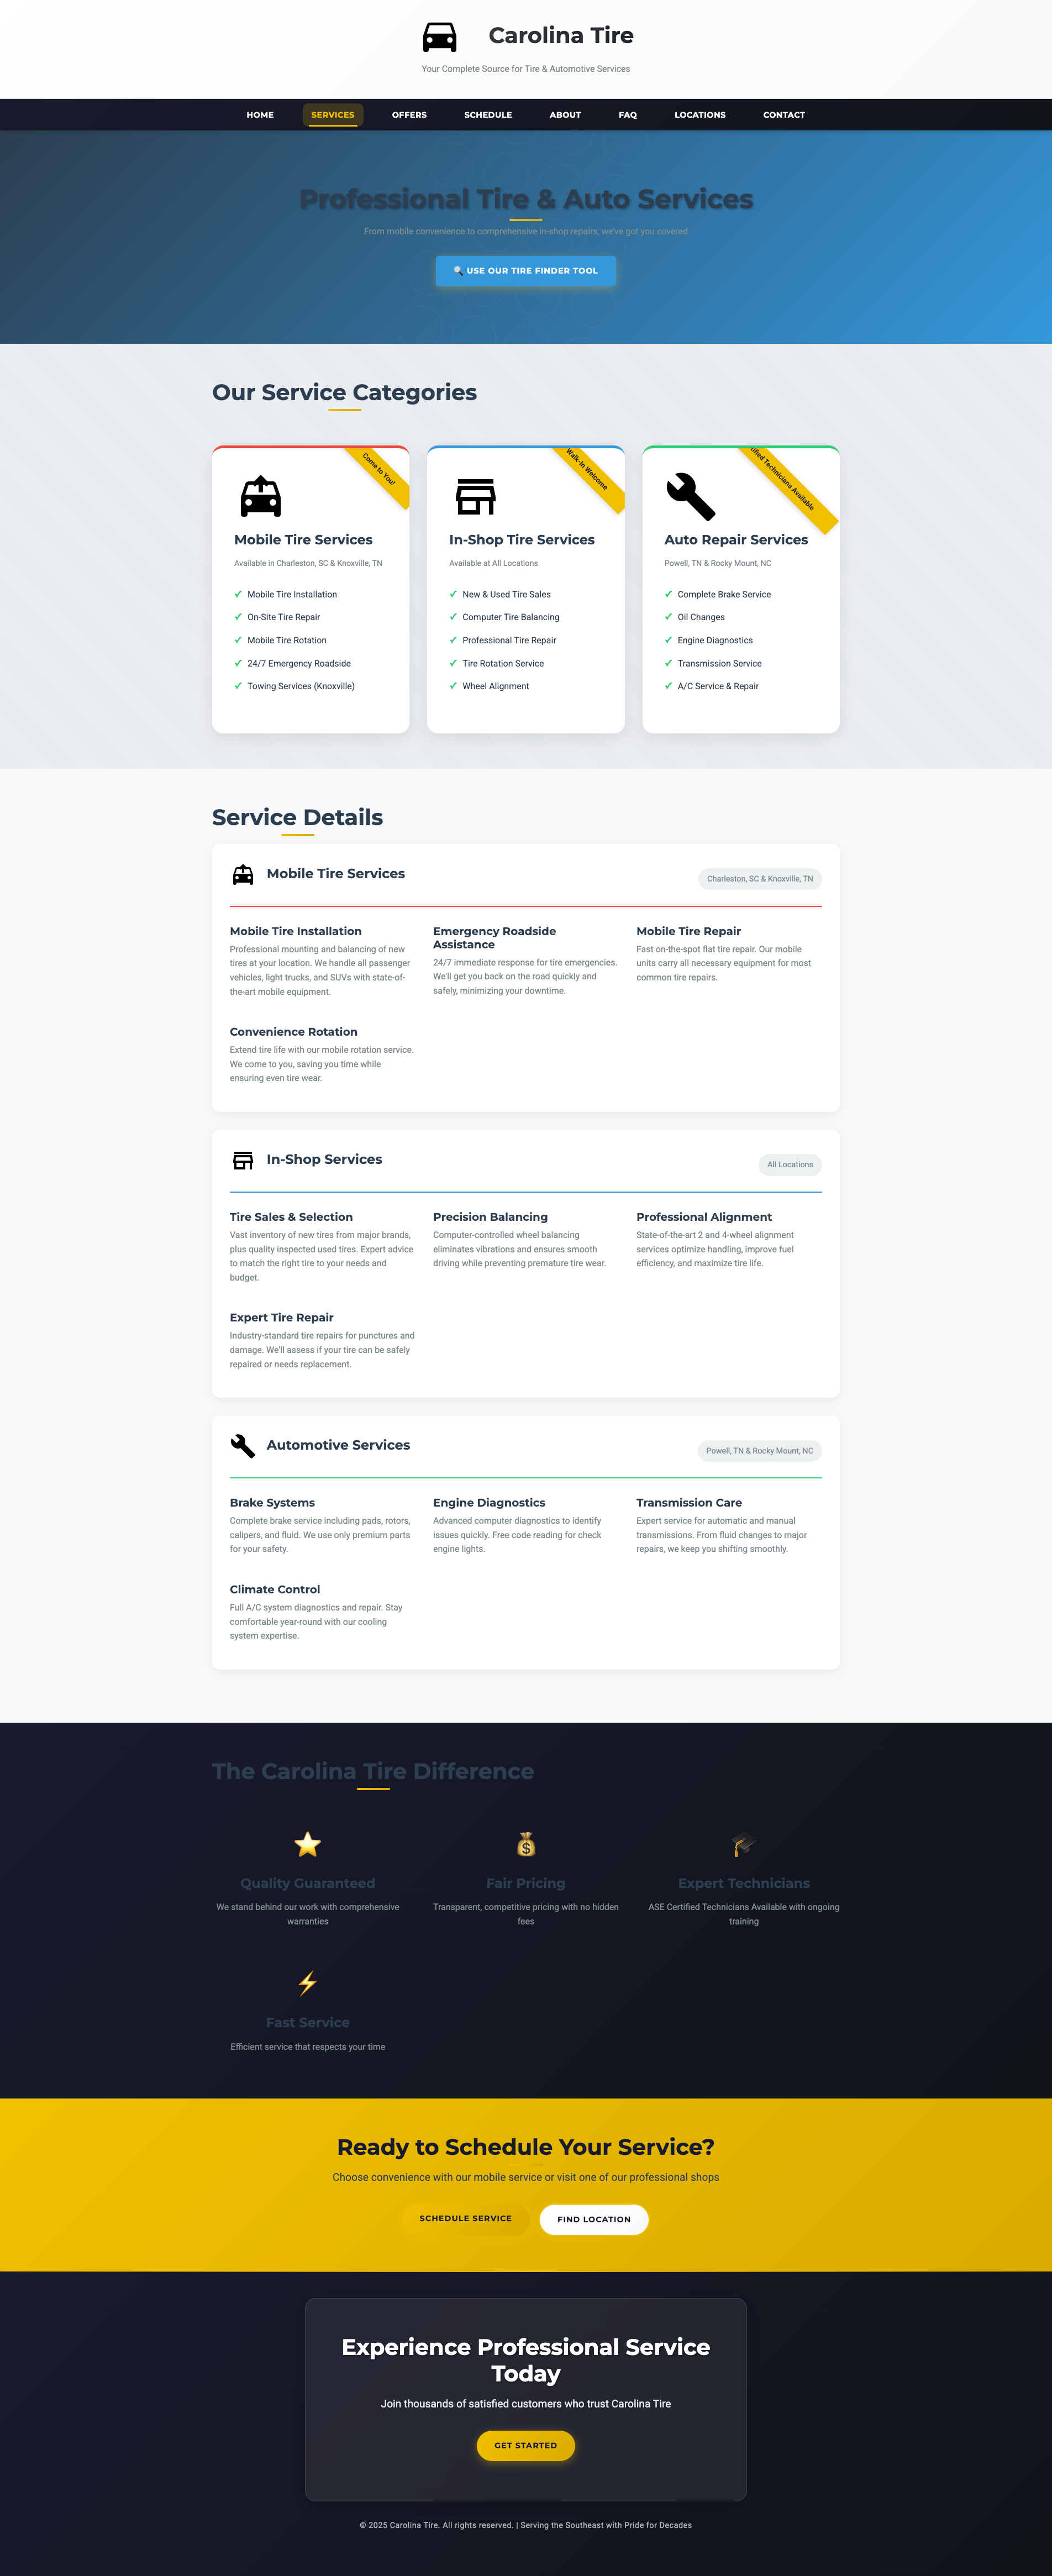 Carolina Tire
Your Complete Source for Tire & Automotive Services
HOME
SERVICES
OFFERS
SCHEDULE
ABOUT
FAQ
LOCATIONS
CONTACT
Professional Tire & Auto Services
From mobile convenience to comprehensive in-shop repairs, we've got you covered
USE OUR TIRE FINDER TOOL
Our Service Categories
Come to You!
Mobile Tire Services
Available in Charleston, SC & Knoxville, TN
✓ Mobile Tire Installation
✓ On-Site Tire Repair
✓ Mobile Tire Rotation
✓ 24/7 Emergency Roadside
✓ Towing Services (Knoxville)
Walk-In Welcome
In-Shop Tire Services
Available at All Locations
✓ New & Used Tire Sales
✓ Computer Tire Balancing
✓ Professional Tire Repair
✓ Tire Rotation Service
✓ Wheel Alignment
Technicians Available
Auto Repair Services
Powell, TN & Rocky Mount, NC
✓ Complete Brake Service
✓ Oil Changes
✓ Engine Diagnostics
✓ Transmission Service
✓ A/C Service & Repair
Service Details
Mobile Tire Services
Charleston, SC & Knoxville, TN
Mobile Tire Installation
Professional mounting and balancing of new
tires at your location. We handle all passenger
vehicles, light trucks, and SUVs with state-of-
the-art mobile equipment.
Emergency Roadside
Assistance
24/7 immediate response for tire emergencies.
We'll get you back on the road quickly and
safely, minimizing your downtime.
Mobile Tire Repair
Fast on-the-spot flat tire repair. Our mobile
units carry all necessary equipment for most
common tire repairs.
Convenience Rotation
Extend tire life with our mobile rotation service.
We come to you, saving you time while
ensuring even tire wear.
In-Shop Services
All Locations
Tire Sales & Selection
Vast inventory of new tires from major brands,
plus quality inspected used tires. Expert advice
to match the right tire to your needs and
budget.
Precision Balancing
Computer-controlled wheel balancing
eliminates vibrations and ensures smooth
driving while preventing premature tire wear.
Professional Alignment
State-of-the-art 2 and 4-wheel alignment
services optimize handling, improve fuel
efficiency, and maximize tire life.
Expert Tire Repair
Industry-standard tire repairs for punctures and
damage. We'll assess if your tire can be safely
repaired or needs replacement.
Automotive Services
Powell, TN & Rocky Mount, NC
Brake Systems
Complete brake service including pads, rotors,
calipers, and fluid. We use only premium parts
for your safety.
Engine Diagnostics
Advanced computer diagnostics to identify
issues quickly. Free code reading for check
engine lights.
Transmission Care
Expert service for automatic and manual
transmissions. From fluid changes to major
repairs, we keep you shifting smoothly.
Climate Control
Full A/C system diagnostics and repair. Stay
comfortable year-round with our cooling
system expertise.
The Carolina Tire Difference
Quality Guaranteed
We stand behind our work with comprehensive
warranties
Fair Pricing
Transparent, competitive pricing with no hidden
fees
Expert Technicians
ASE Certified Technicians Available with ongoing
training
Fast Service
Efficient service that respects your time
Ready to Schedule Your Service?
Choose convenience with our mobile service or visit one of our professional shops
SCHEDULE SERVICE
FIND LOCATION
Experience Professional Service
Today
Join thousands of satisfied customers who trust Carolina Tire
GET STARTED
© 2025 Carolina Tire. All rights reserved. | Serving the Southeast with Pride for Decades